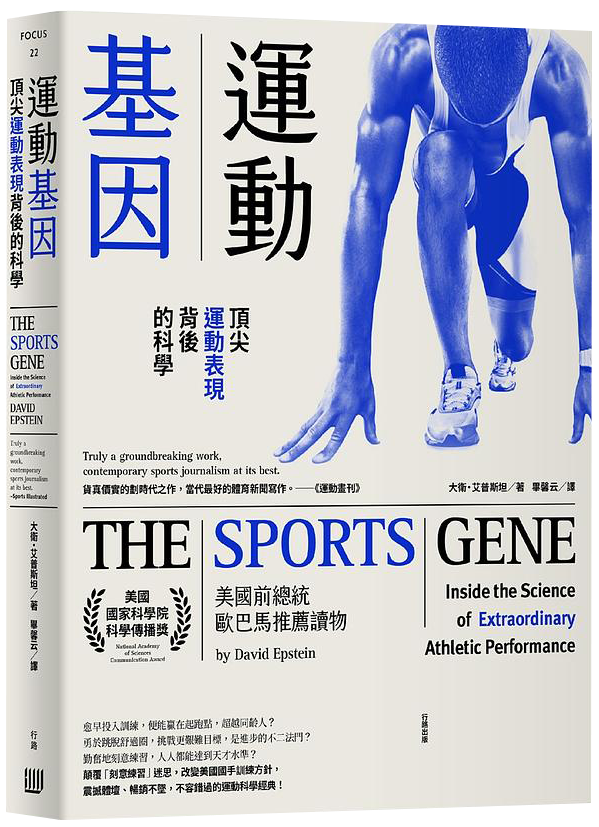 FOCUS
22
運動基因
頂尖運動表現背後的科學
THE
SPORTS
GENE
Inside the Science
of Extraordinary
Athletic Performance
DAVID
EPSTEIN
Truly a
groundbreaking
work,
contemporary
sports journalism
at its best.
–Sports Illustrated
大衛・艾普斯坦╱著 畢馨云╱譯
行路
運動
基因
頂尖
運動表現
背後
的科學
Truly a groundbreaking work,
contemporary sports journalism at its best.
貨真價實的劃時代之作,當代最好的體育新聞寫作。——《運動畫刊》
大衛・艾普斯坦╱著 畢馨云╱譯
THE SPORTS GENE
美國
國家科學院
科學傳播獎
National Academy
of Sciences
Communication Award
美國前總統
歐巴馬推薦讀物
by David Epstein
Inside the Science
of Extraordinary
Athletic Performance
愈早投入訓練,便能贏在起跑點,超越同齡人?
勇於跳脫舒適圈,挑戰更艱難目標,是進步的不二法門?
勤奮地刻意練習,人人都能達到天才水準?
顛覆「刻意練習」迷思,改變美國國手訓練方針,
震撼體壇、暢銷不墜,不容錯過的運動科學經典!
行路出版